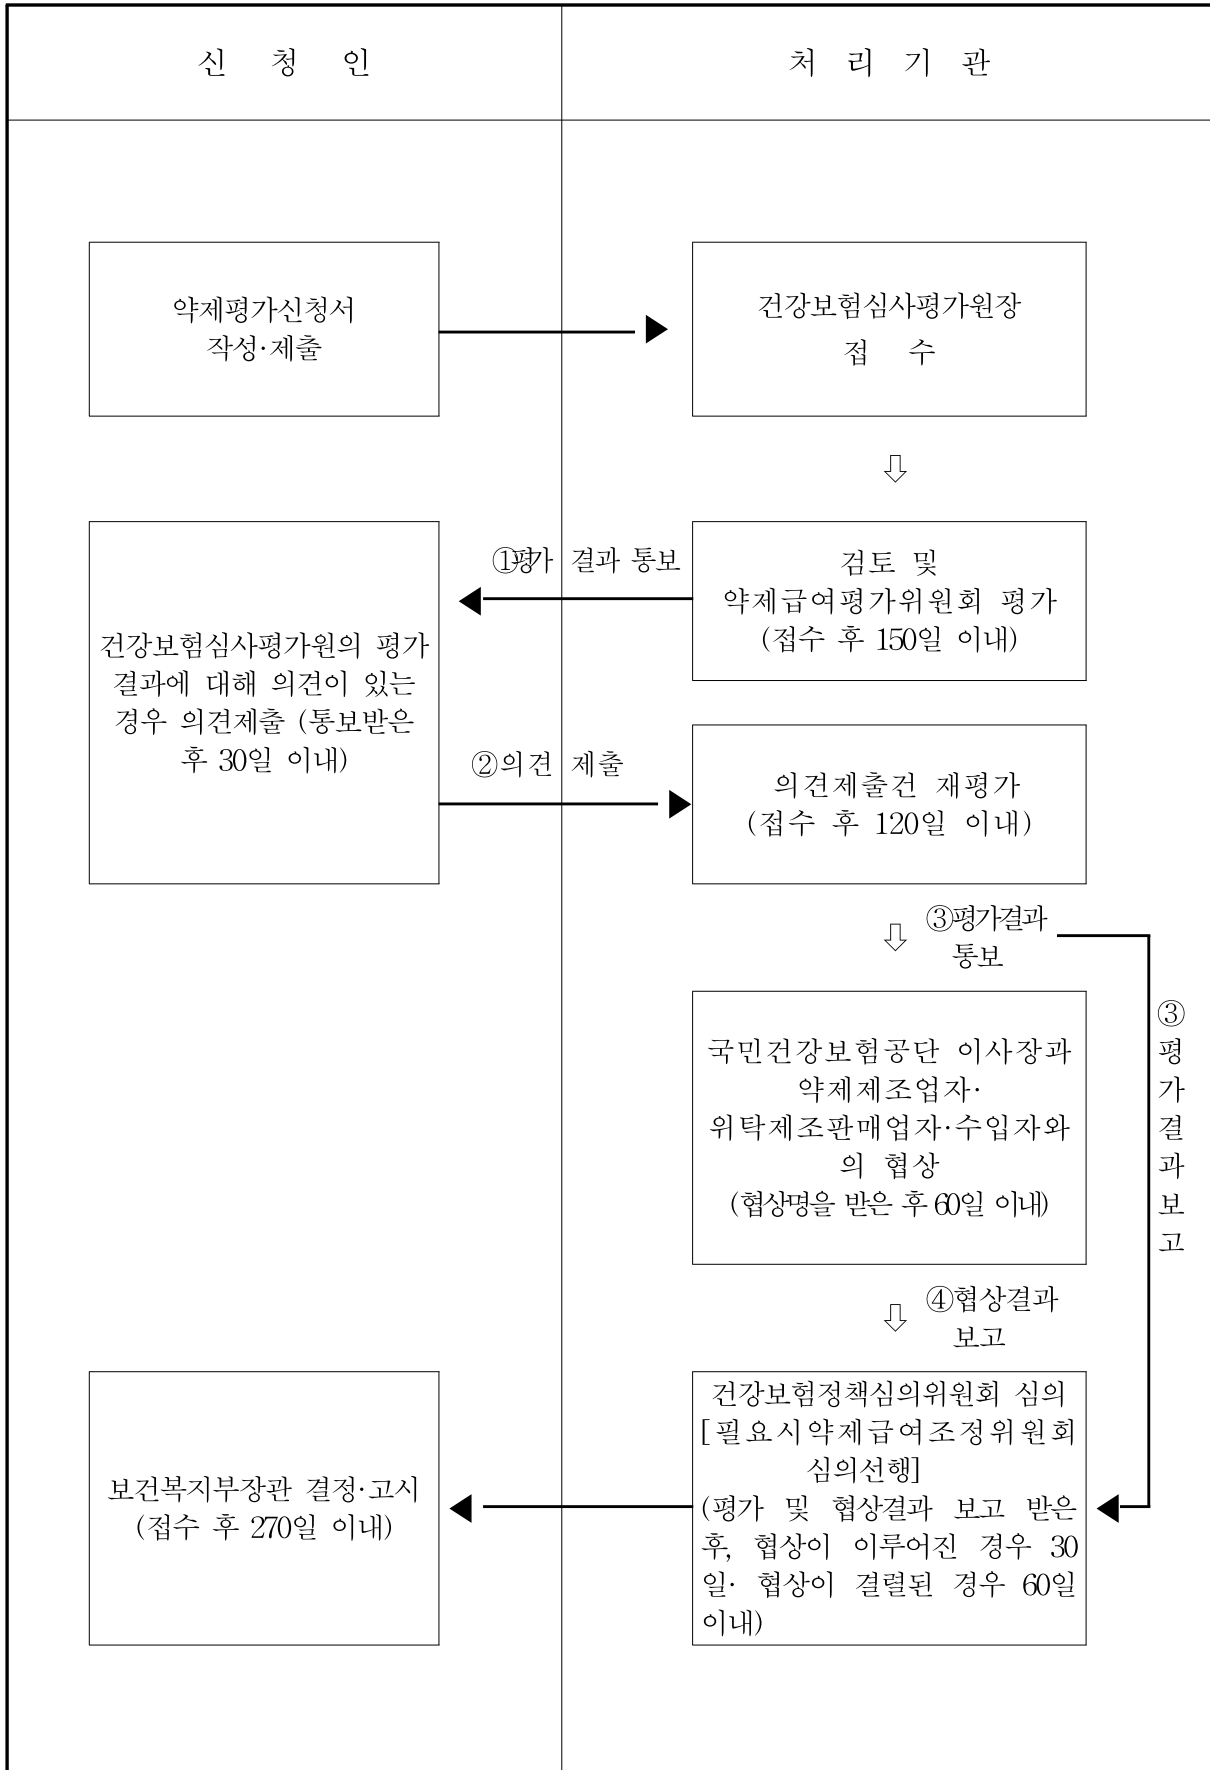 신 청 인
처 리 기 관
약제평가신청서
작성·제출
건강보험심사평가원장
접 수
⇩
①평가 결과 통보
검토 및
약제급여평가위원회 평가
(접수 후 150일 이내)
건강보험심사평가원의 평가
결과에 대해 의견이 있는
경우 의견제출 (통보받은
후 30일 이내)
②의견 제출
의견제출건 재평가
(접수 후 120일 이내)
⇩
③평가결과
통보
③
평
가
결
과
보
고
국민건강보험공단 이사장과
약제제조업자·
위탁제조판매업자·수입자와
의 협상
(협상명을 받은 후 60일 이내)
⇩
④협상결과
보고
건강보험정책심의위원회 심의
[필요시약제급여조정위원회
심의선행]
(평가 및 협상결과 보고 받은
후, 협상이 이루어진 경우 30
일· 협상이 결렬된 경우 60일
이내)
보건복지부장관 결정·고시
(접수 후 270일 이내)